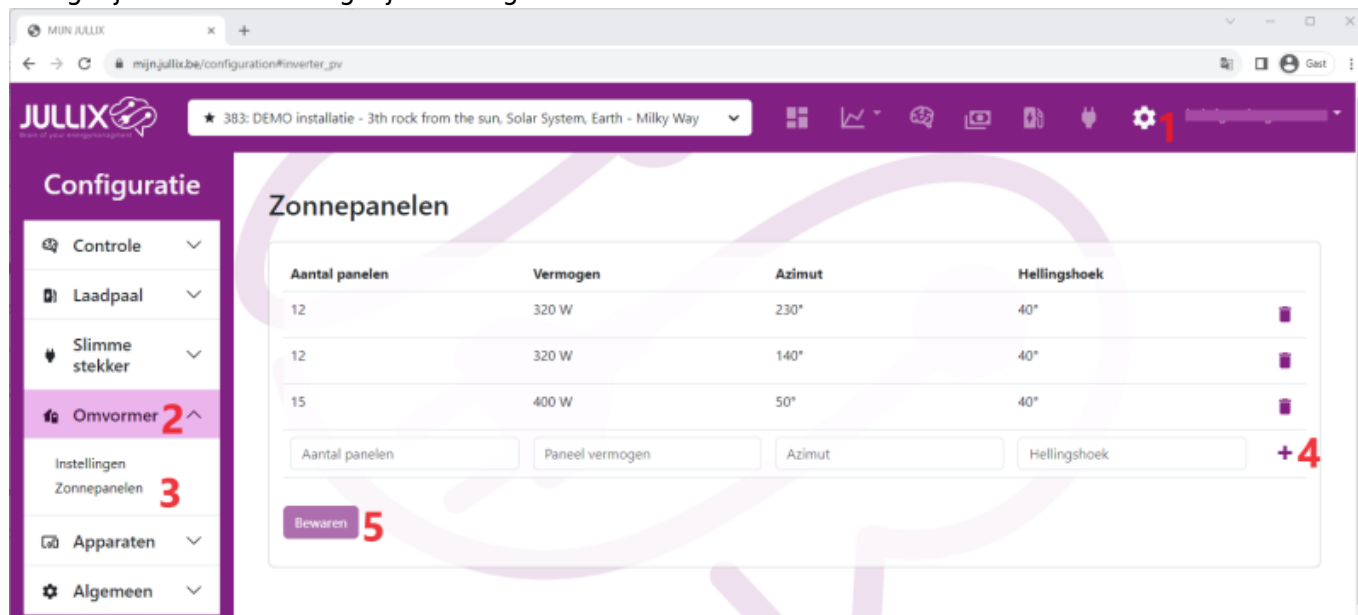 MIJN JULLIX
mijn.jullix.be/configuration#inverter_pv
Gast
JULLIX
383: DEMO installatie - 3th rock from the sun, Solar System, Earth - Milky Way
1
Configuratie
Zonnepanelen
Controle
Laadpaal
Slimme
stekker
Omvormer 2
Instellingen
Zonnepanelen 3
Apparaten
Algemeen
Aantal panelen Vermogen Azimut Hellingshoek
12 320 W 230° 40°
12 320 W 140° 40°
15 400 W 50° 40°
Aantal panelen Paneel vermogen Azimut Hellingshoek + 4
Bewaren 5